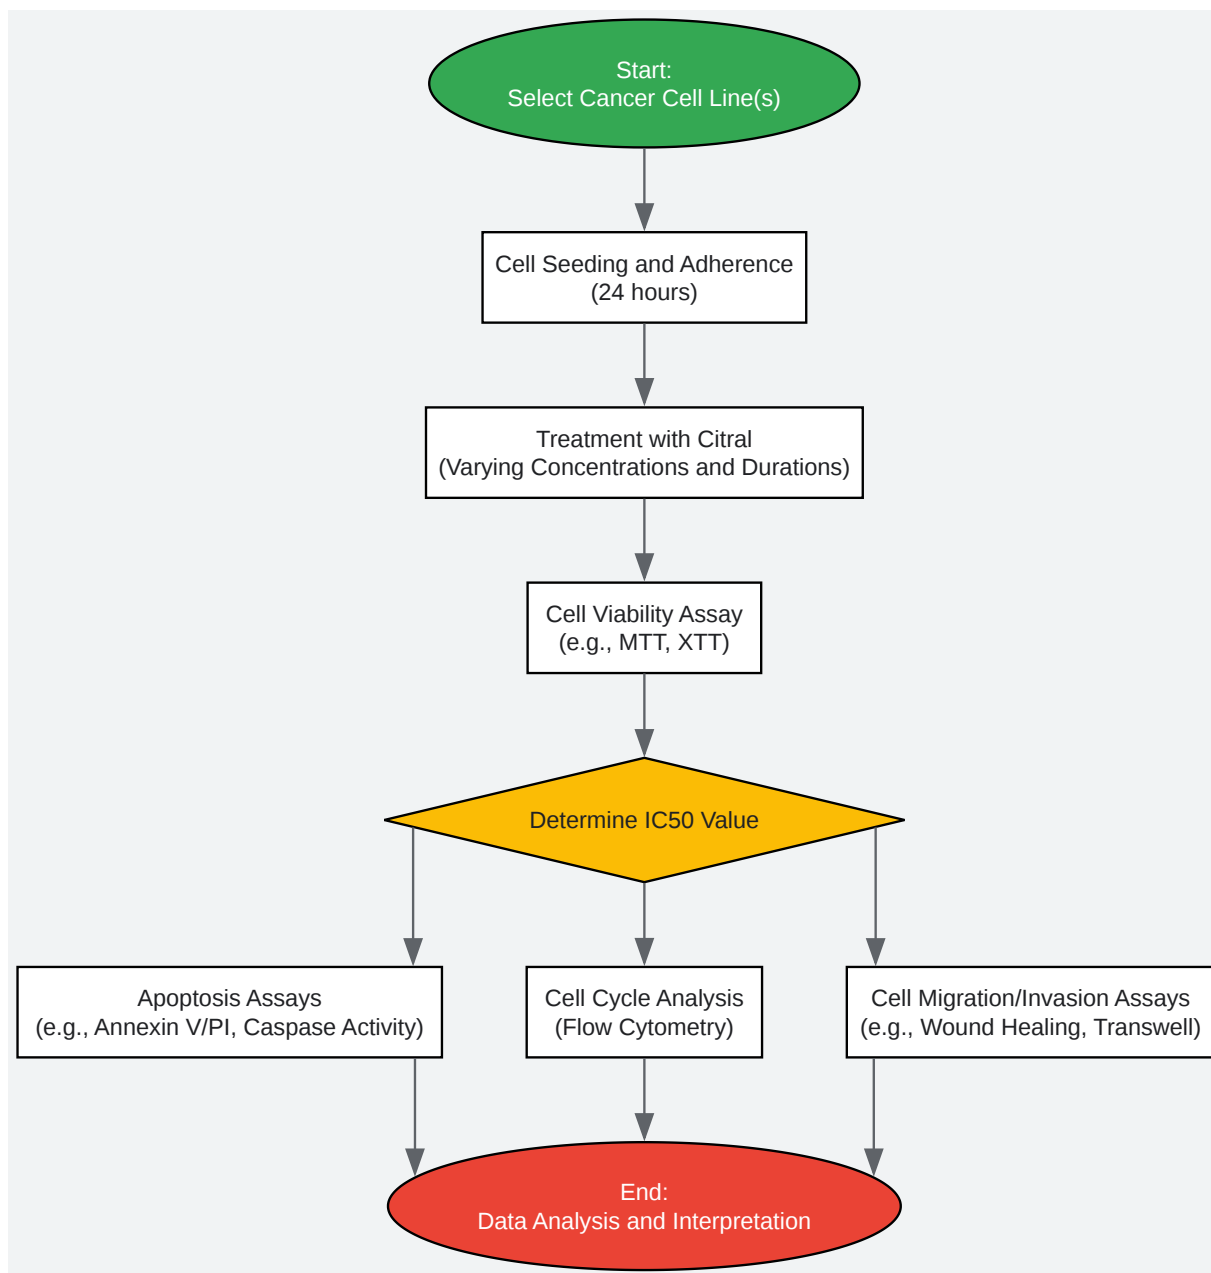 Start:
Select Cancer Cell Line(s)
Cell Seeding and Adherence
(24 hours)
Treatment with Citral
(Varying Concentrations and Durations)
Cell Viability Assay
(e.g., MTT, XTT)
Determine IC50 Value
Apoptosis Assays
(e.g., Annexin V/PI, Caspase Activity)
Cell Cycle Analysis
(Flow Cytometry)
Cell Migration/Invasion Assays
(e.g., Wound Healing, Transwell)
End:
Data Analysis and Interpretation